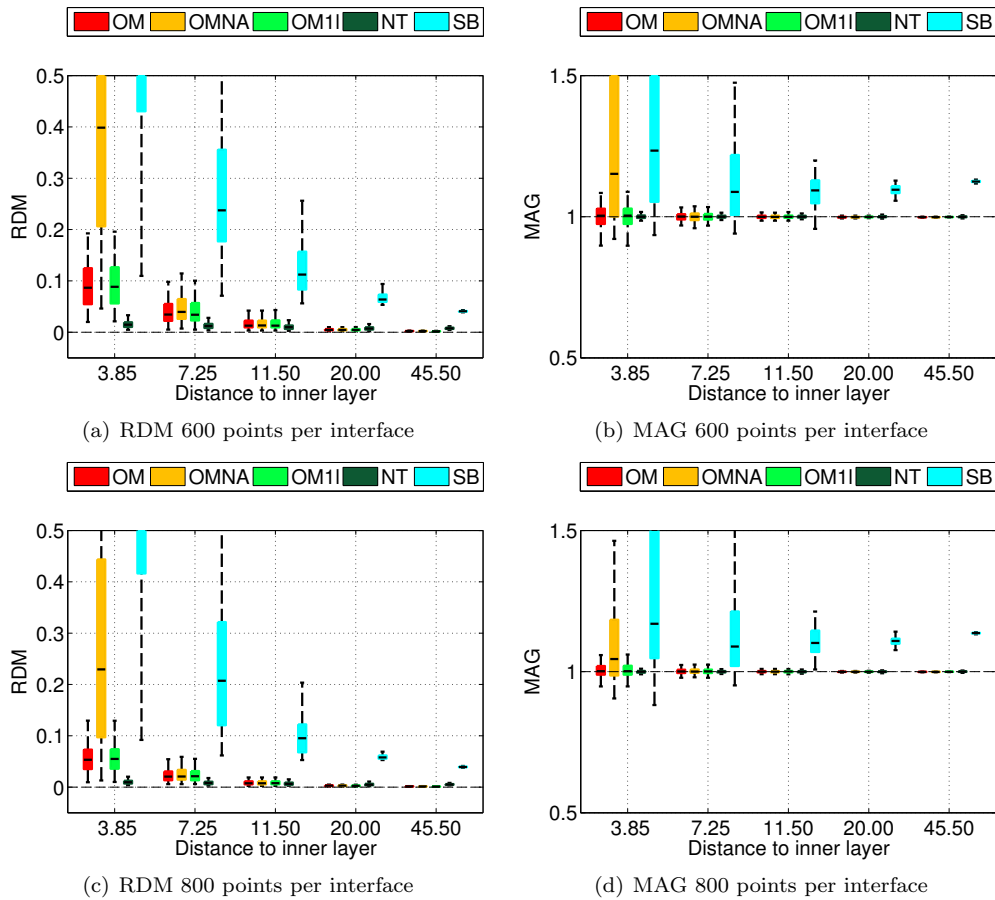 OM OMNA OM1I NT SB
OM OMNA OM1I NT SB
0.5
0.4
0.3
0.2
0.1
0
RDM
3.85 7.25 11.50 20.00 45.50
Distance to inner layer
(a) RDM 600 points per interface
1.5
1
0.5
MAG
3.85 7.25 11.50 20.00 45.50
Distance to inner layer
(b) MAG 600 points per interface
OM OMNA OM1I NT SB
OM OMNA OM1I NT SB
0.5
0.4
0.3
0.2
0.1
0
RDM
3.85 7.25 11.50 20.00 45.50
Distance to inner layer
(c) RDM 800 points per interface
1.5
1
0.5
MAG
3.85 7.25 11.50 20.00 45.50
Distance to inner layer
(d) MAG 800 points per interface